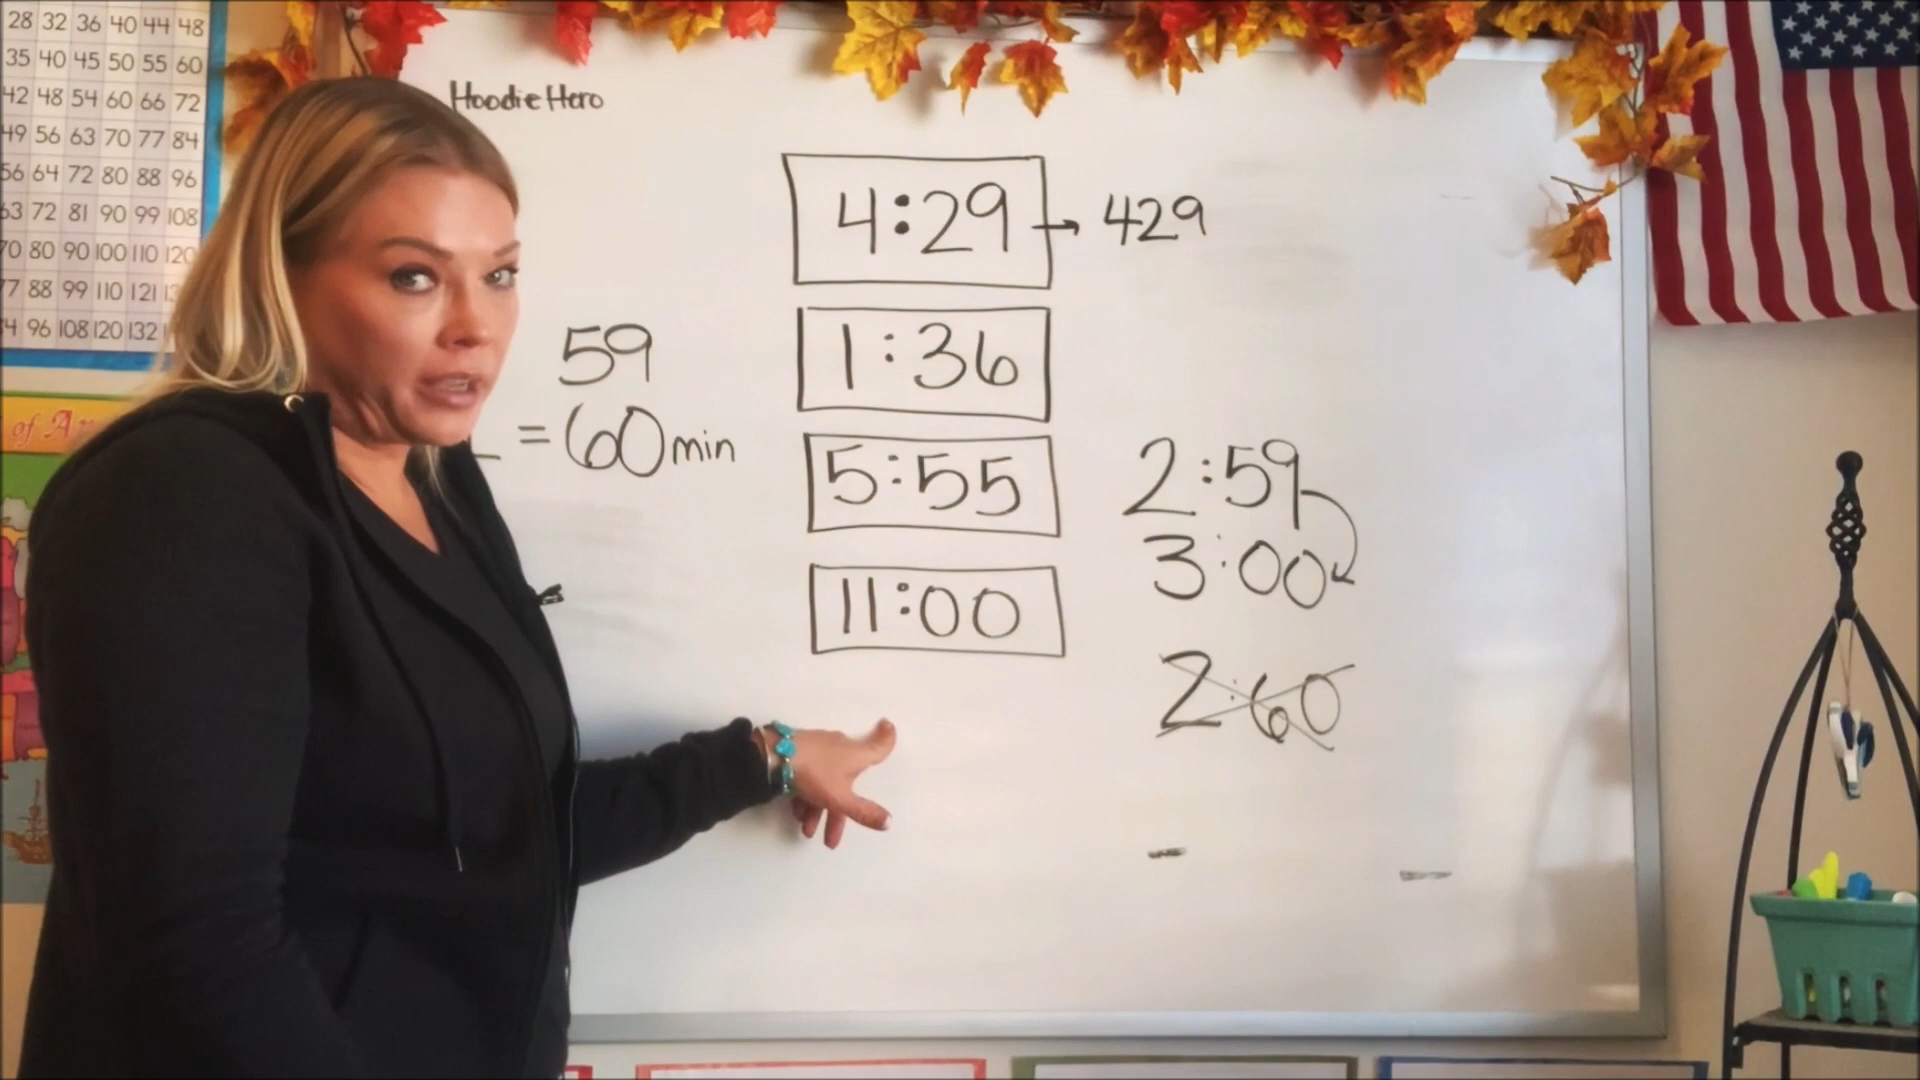 28 32 36 40 44 48
35 40 45 50 55 60
42 48 54 60 66 72
49 56 63 70 77 84
56 64 72 80 88 96
63 72 81 90 99 108
70 80 90 100 110 120
77 88 99 110 121
84 96 108 120 132
of
Hoodie Hero
4:29 → 429
1:36
59
= 60 min
5:55
11:00
2:59
3:00
2:60